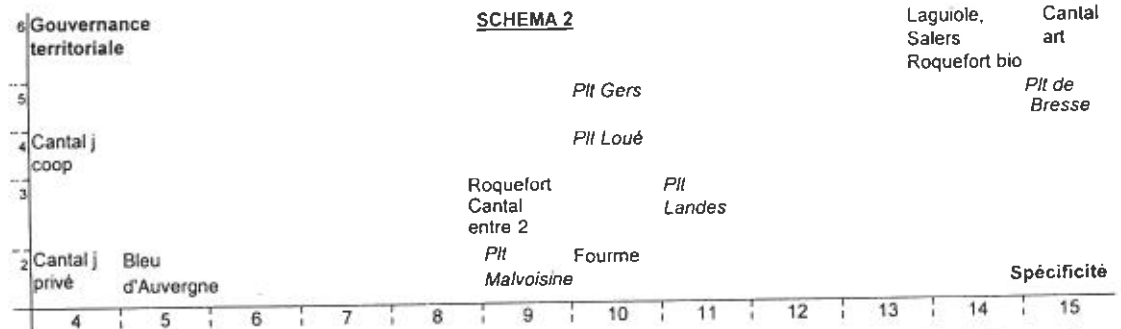 SCHEMA 2
6 Gouvernance territoriale
Laguiole, Salers Roquefort bio
Cantal art
5
Plt Gers
Plt de Bresse
4 Cantal j coop
Plt Loué
3
Roquefort Cantal entre 2
Plt Landes
2 Cantal j privé
Bleu d'Auvergne
Plt Malvoisine
Fourme
Spécificité
4 5 6 7 8 9 10 11 12 13 14 15